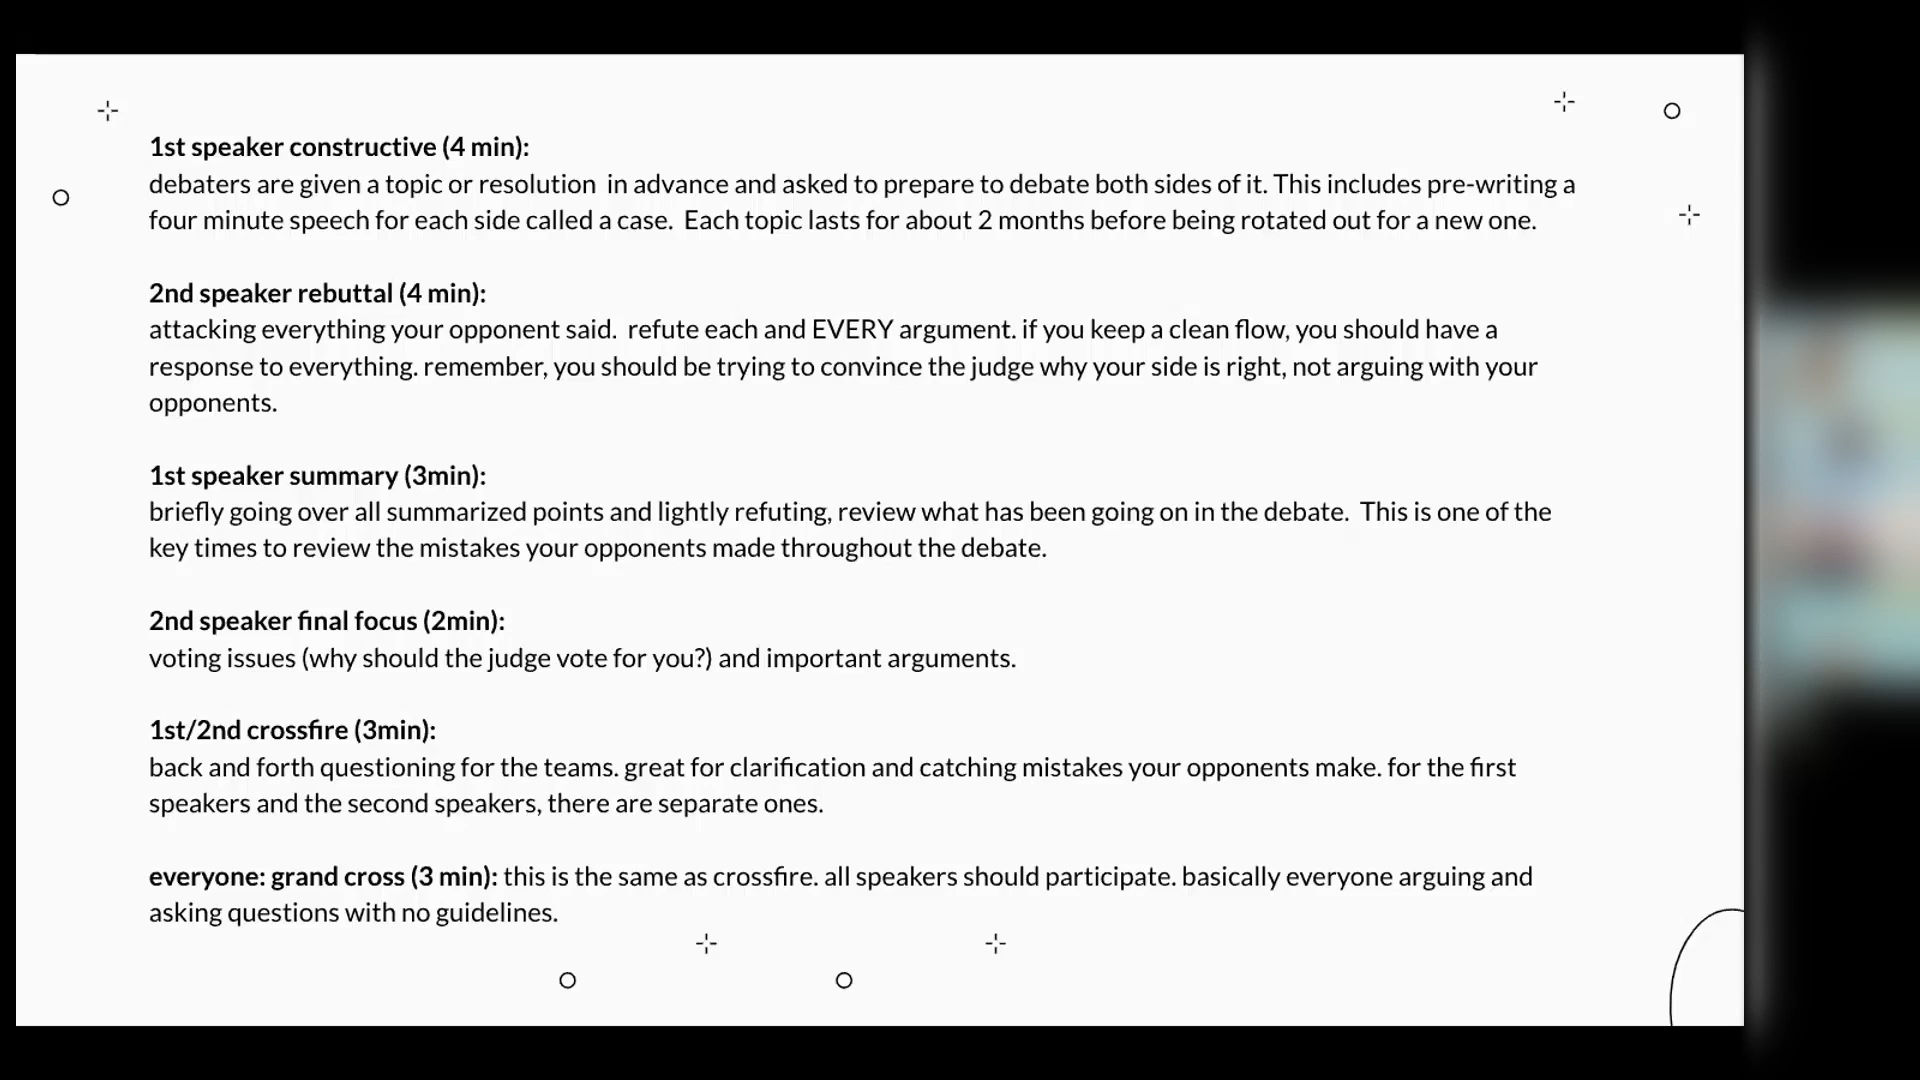 1st speaker constructive (4 min):
debaters are given a topic or resolution  in advance and asked to prepare to debate both sides of it. This includes pre-writing a
four minute speech for each side called a case.  Each topic lasts for about 2 months before being rotated out for a new one.
2nd speaker rebuttal (4 min):
attacking everything your opponent said.  refute each and EVERY argument. if you keep a clean flow, you should have a
response to everything. remember, you should be trying to convince the judge why your side is right, not arguing with your
opponents.
1st speaker summary (3min):
briefly going over all summarized points and lightly refuting, review what has been going on in the debate.  This is one of the
key times to review the mistakes your opponents made throughout the debate.
2nd speaker final focus (2min):
voting issues (why should the judge vote for you?) and important arguments.
1st/2nd crossfire (3min):
back and forth questioning for the teams. great for clarification and catching mistakes your opponents make. for the first
speakers and the second speakers, there are separate ones.
everyone: grand cross (3 min): this is the same as crossfire. all speakers should participate. basically everyone arguing and
asking questions with no guidelines.